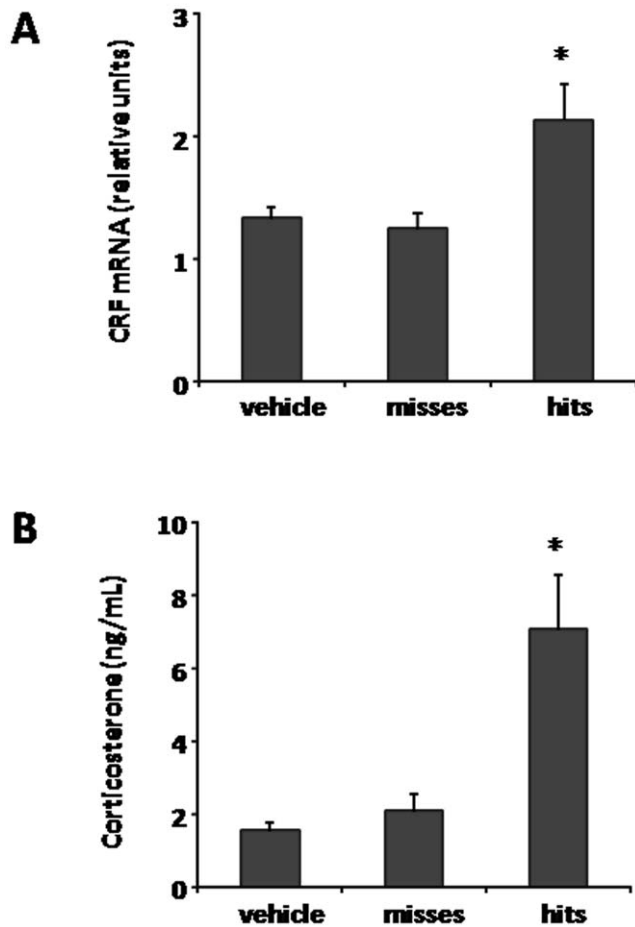 A
CRF mRNA (relative units)
3
2
1
0
vehicle misses hits
*
B
Corticosterone (ng/mL)
10
8
6
4
2
0
vehicle misses hits
*